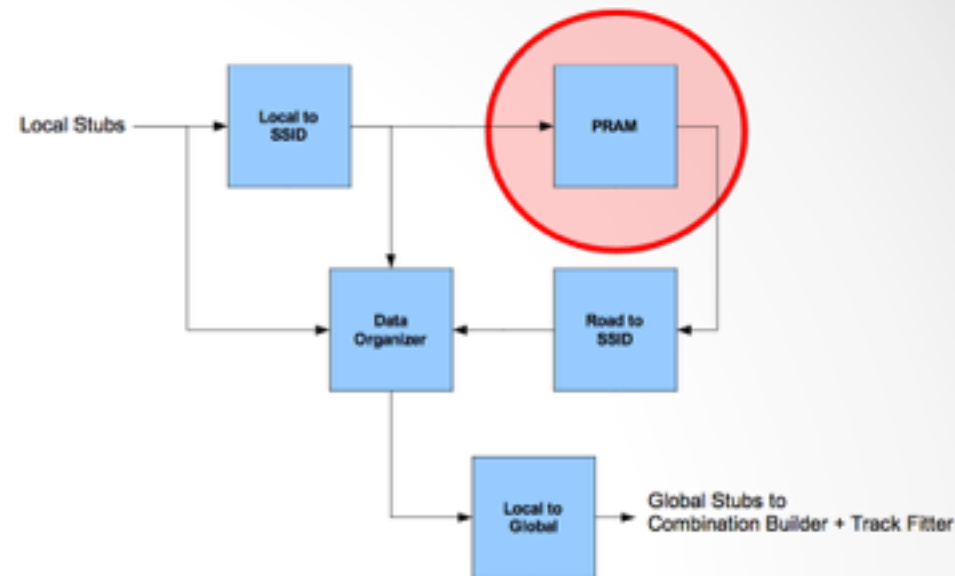 Local Stubs
Local to
SSID
PRAM
Data
Organizer
Road to
SSID
Local to
Global
Global Stubs to
Combination Builder + Track Fitter